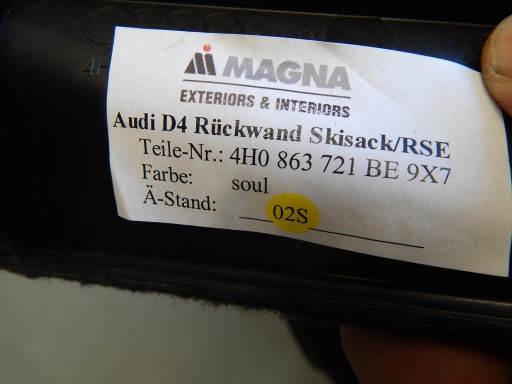 MAGNA
EXTERIORS & INTERIORS
Audi D4 Rückwand Skisack/RSE
Teile-Nr.: 4H0 863 721 BE 9X7
Farbe: soul
Ä-Stand: 02S